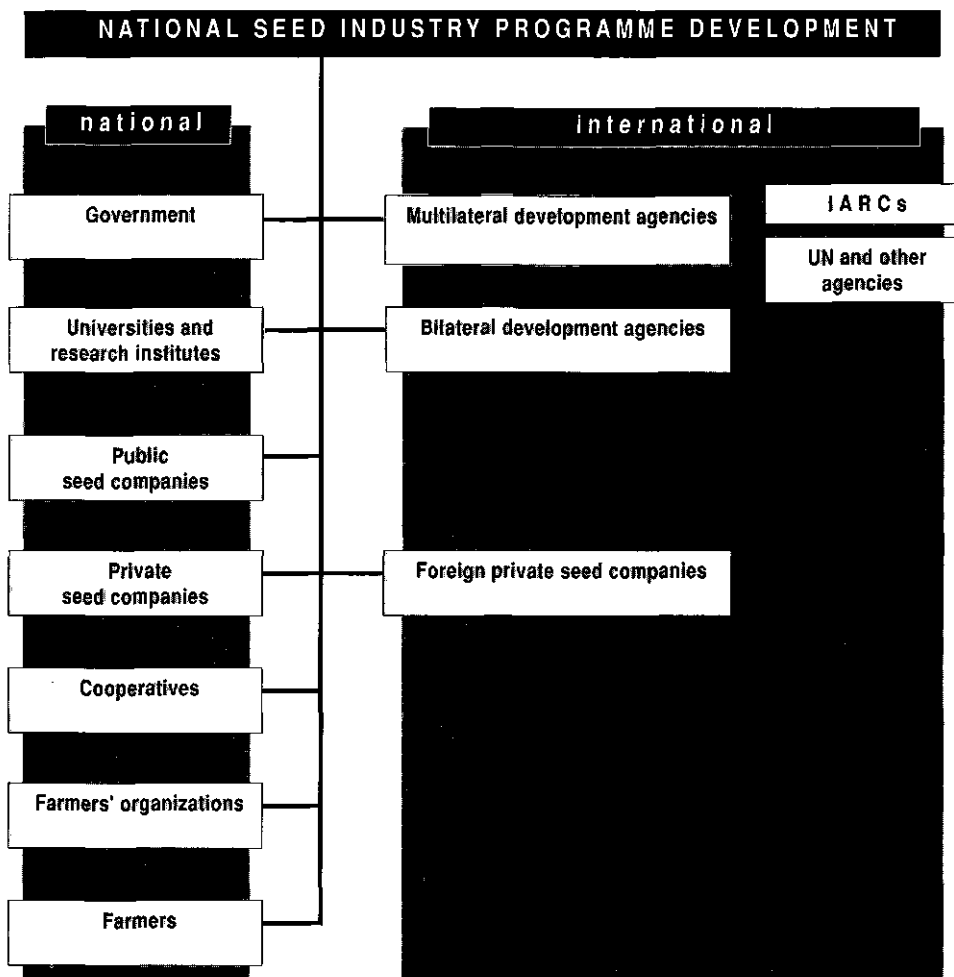 NATIONAL SEED INDUSTRY PROGRAMME DEVELOPMENT
national
international
Government
Multilateral development agencies
IARCs
UN and other
agencies
Universities and
research institutes
Bilateral development agencies
Public
seed companies
Private
seed companies
Foreign private seed companies
Cooperatives
Farmers' organizations
Farmers